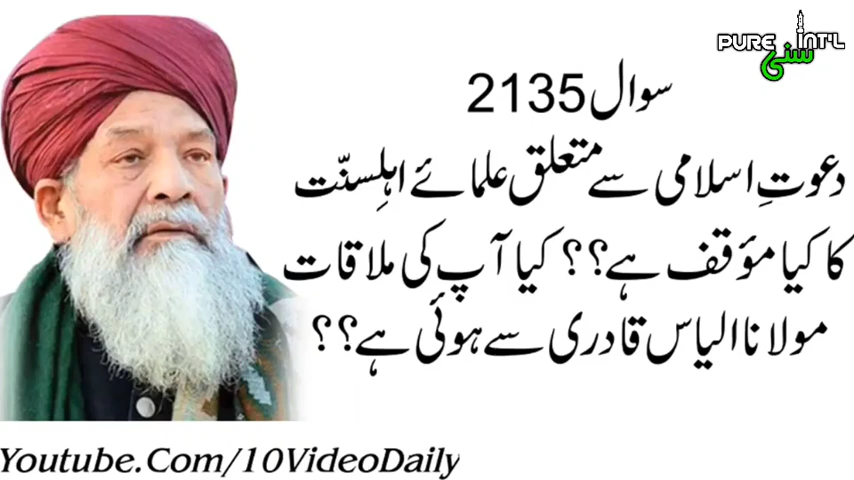 PURE سنی INT'L
سوال 2135
دعوتِ اسلامی سے متعلق علمائے اہلِسنّت
کا کیا مؤقف ہے؟؟ کیا آپ کی ملاقات
مولانا الیاس قادری سے ہوئی ہے؟؟
Youtube.Com/10VideoDaily